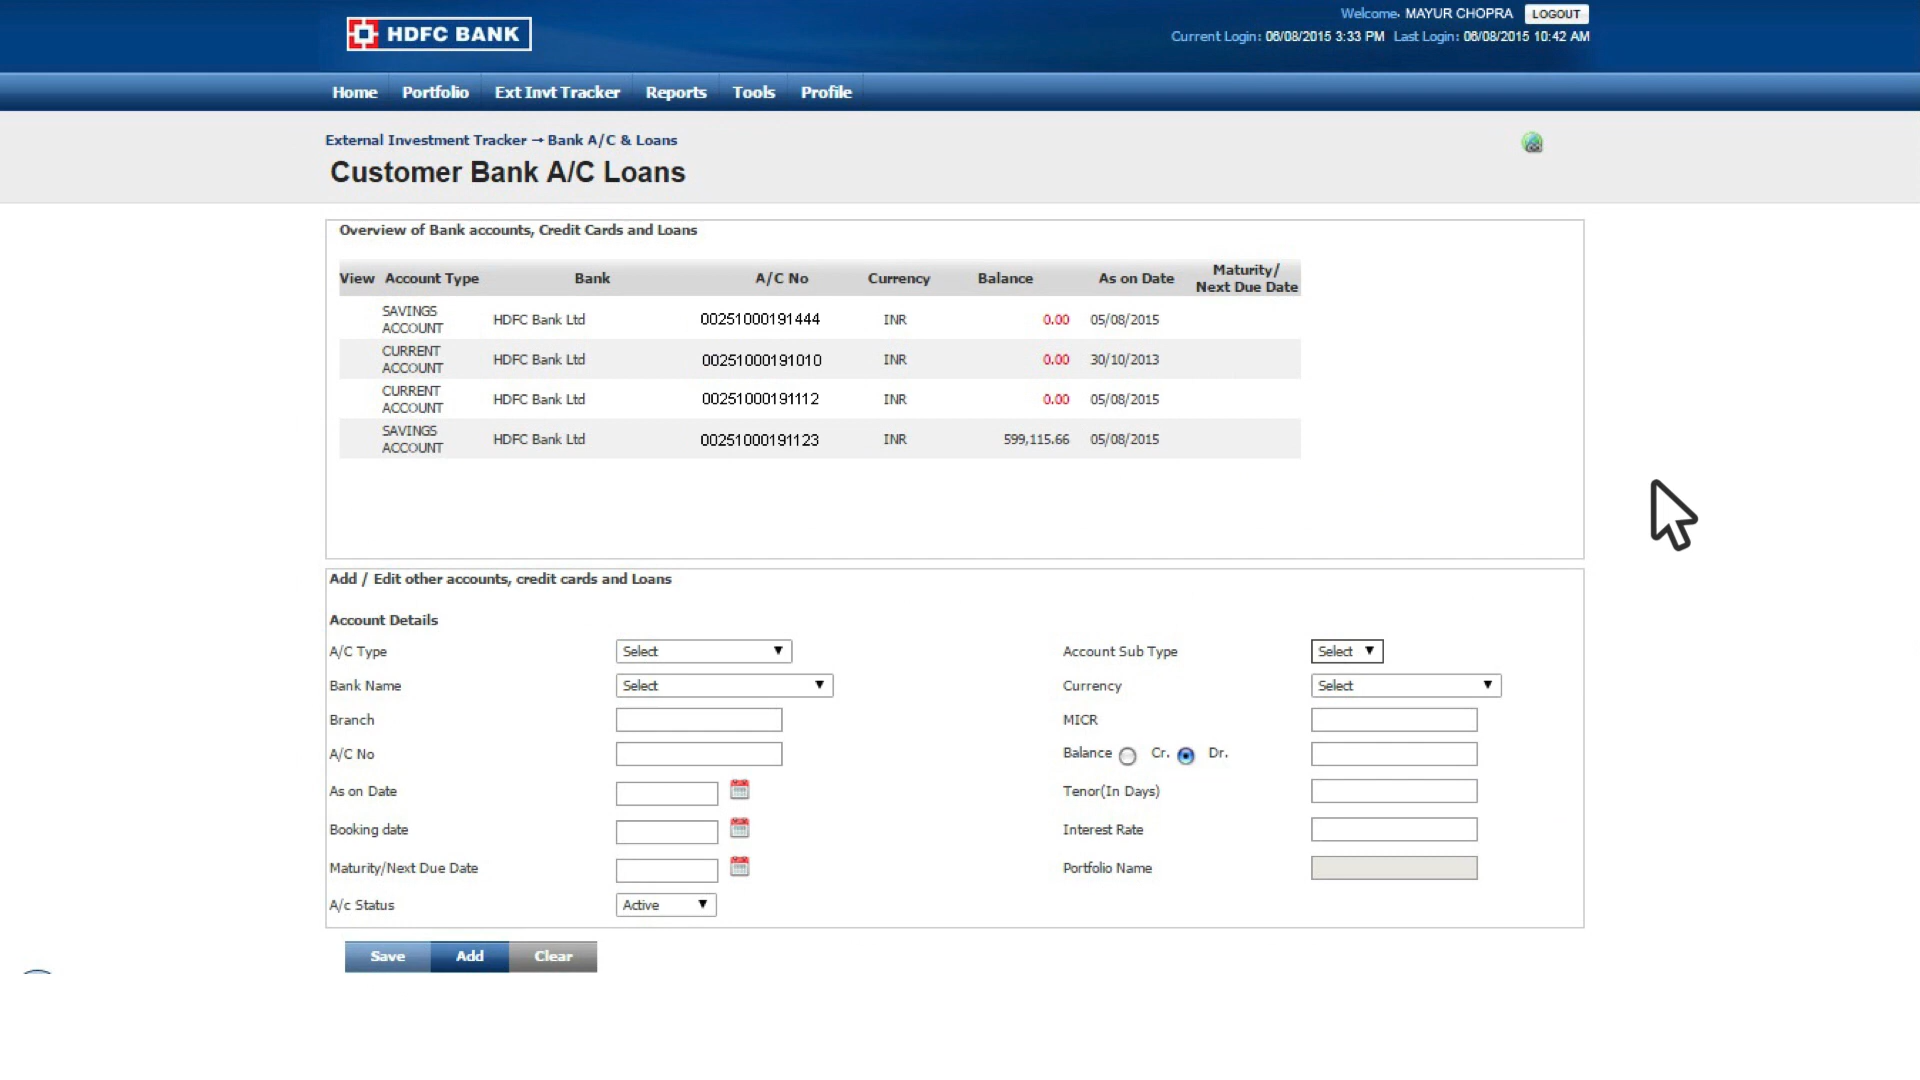 HDFC BANK
Welcome, MAYUR CHOPRA LOGOUT
Current Login: 06/08/2015 3:33 PM Last Login: 06/08/2015 10:42 AM
Home Portfolio Ext Invt Tracker Reports Tools Profile
External Investment Tracker → Bank A/C & Loans
Customer Bank A/C Loans
Overview of Bank accounts, Credit Cards and Loans
View Account Type Bank A/C No Currency Balance As on Date Maturity/ Next Due Date
SAVINGS ACCOUNT HDFC Bank Ltd 00251000191444 INR 0.00 05/08/2015
CURRENT ACCOUNT HDFC Bank Ltd 00251000191010 INR 0.00 30/10/2013
CURRENT ACCOUNT HDFC Bank Ltd 00251000191112 INR 0.00 05/08/2015
SAVINGS ACCOUNT HDFC Bank Ltd 00251000191123 INR 599,115.66 05/08/2015
Add / Edit other accounts, credit cards and Loans
Account Details
A/C Type Select Account Sub Type Select
Bank Name Select Currency Select
Branch MICR
A/C No Balance Cr. Dr.
As on Date Tenor(In Days)
Booking date Interest Rate
Maturity/Next Due Date Portfolio Name
A/c Status Active
Save Add Clear